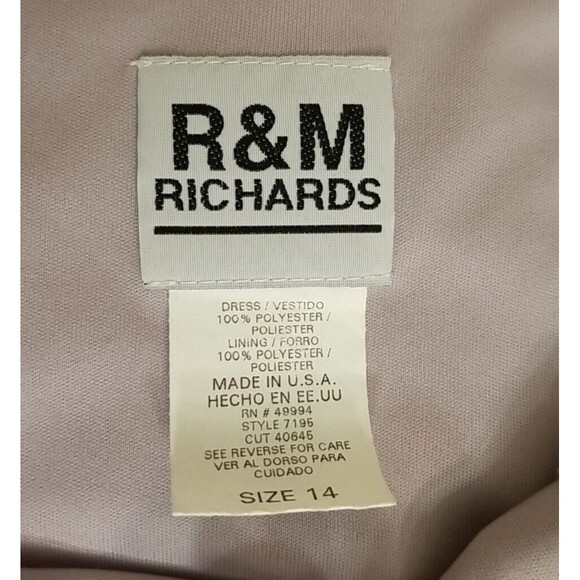 R&M
RICHARDS
DRESS / VESTIDO
100% POLYESTER /
POLIESTER
LINING / FORRO
100% POLYESTER /
POLIESTER
MADE IN U.S.A.
HECHO EN EE.UU
RN # 49994
STYLE 7195
CUT 40645
SEE REVERSE FOR CARE
VER AL DORSO PARA
CUIDADO
SIZE 14